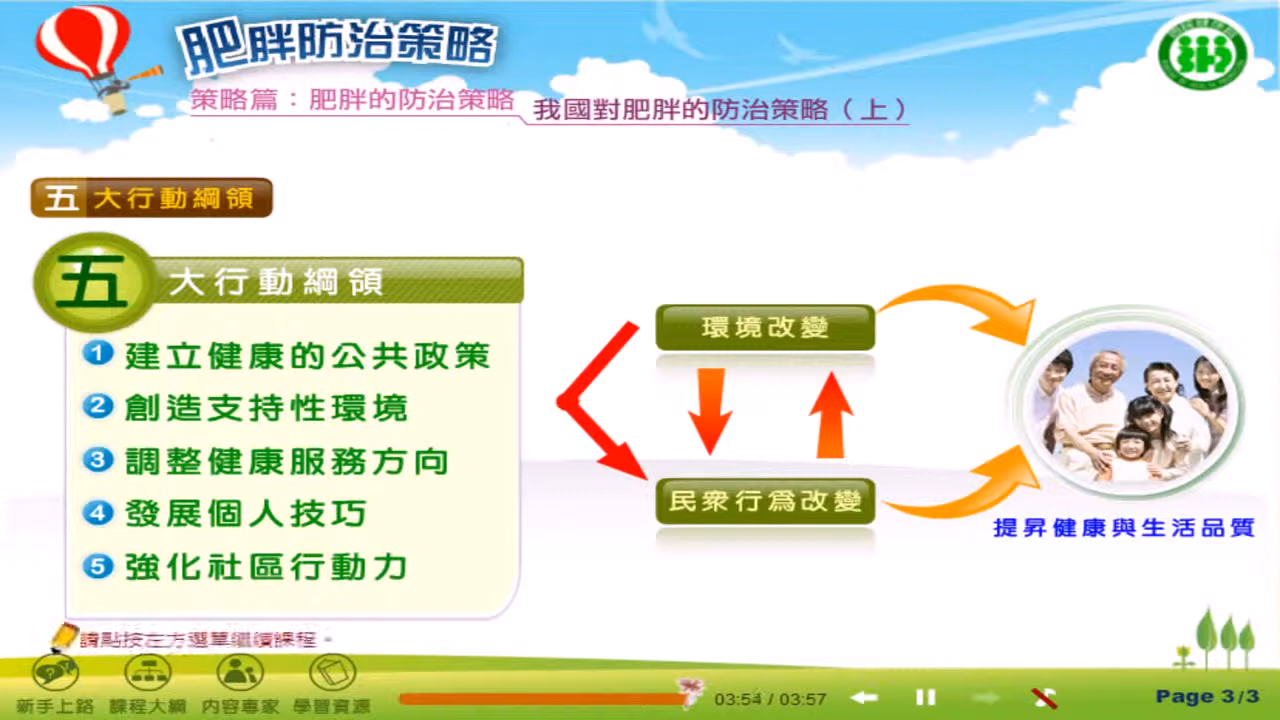 肥胖防治策略
策略篇：肥胖的防治策略
我國對肥胖的防治策略（上）
五大行動綱領
五大行動綱領
1 建立健康的公共政策
2 創造支持性環境
3 調整健康服務方向
4 發展個人技巧
5 強化社區行動力
環境改變
民眾行為改變
提昇健康與生活品質
請點按左方選單繼續課程。
新手上路 課程大綱 內容專家 學習資源
03:54 / 03:57
Page 3/3